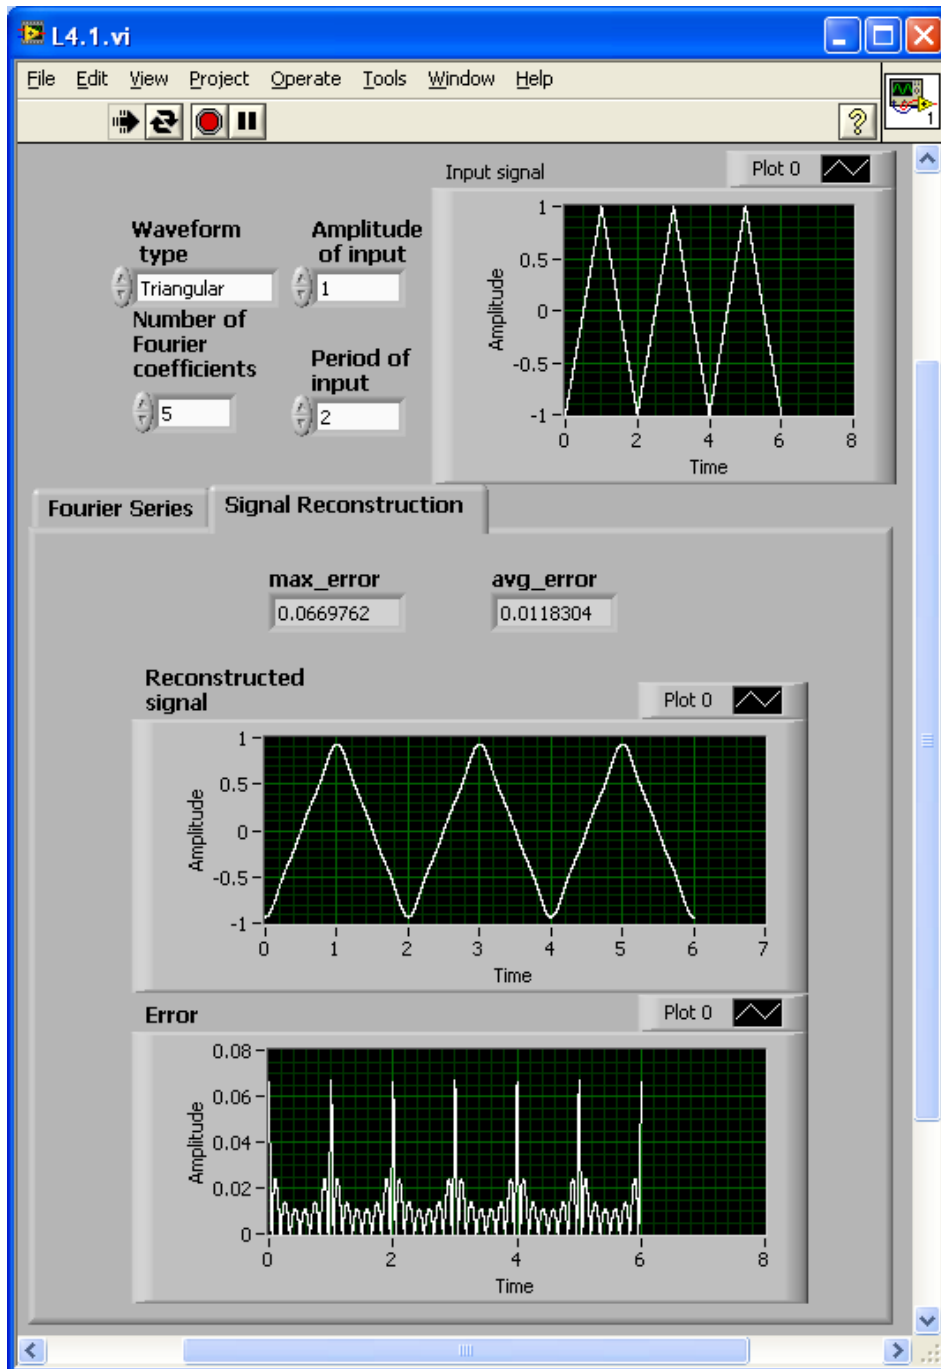 L4.1.vi
File Edit View Project Operate Tools Window Help
1
Input signal
Plot 0
Waveform
type
Triangular
Amplitude
of input
1
Number of
Fourier
coefficients
5
Period of
input
2
Amplitude
1
0.5
0
-0.5
-1
0 2 4 6 8
Time
Fourier Series
Signal Reconstruction
max_error
0.0669762
avg_error
0.0118304
Reconstructed
signal
Plot 0
Amplitude
1
0.5
0
-0.5
-1
0 1 2 3 4 5 6 7
Time
Error
Plot 0
Amplitude
0.08
0.06
0.04
0.02
0
0 2 4 6 8
Time